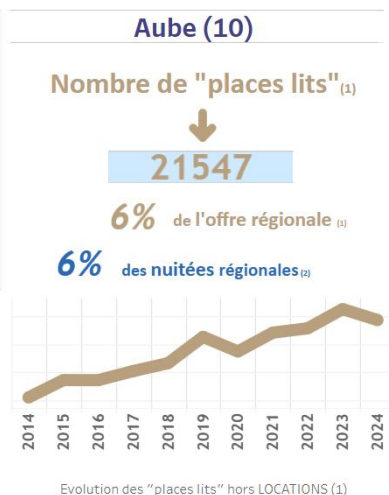 Aube (10)
Nombre de "places lits"(1)
21547
6% de l'offre régionale (1)
6% des nuitées régionales(2)
2014 2015 2016 2017 2018 2019 2020 2021 2022 2023 2024
Evolution des "places lits" hors LOCATIONS (1)